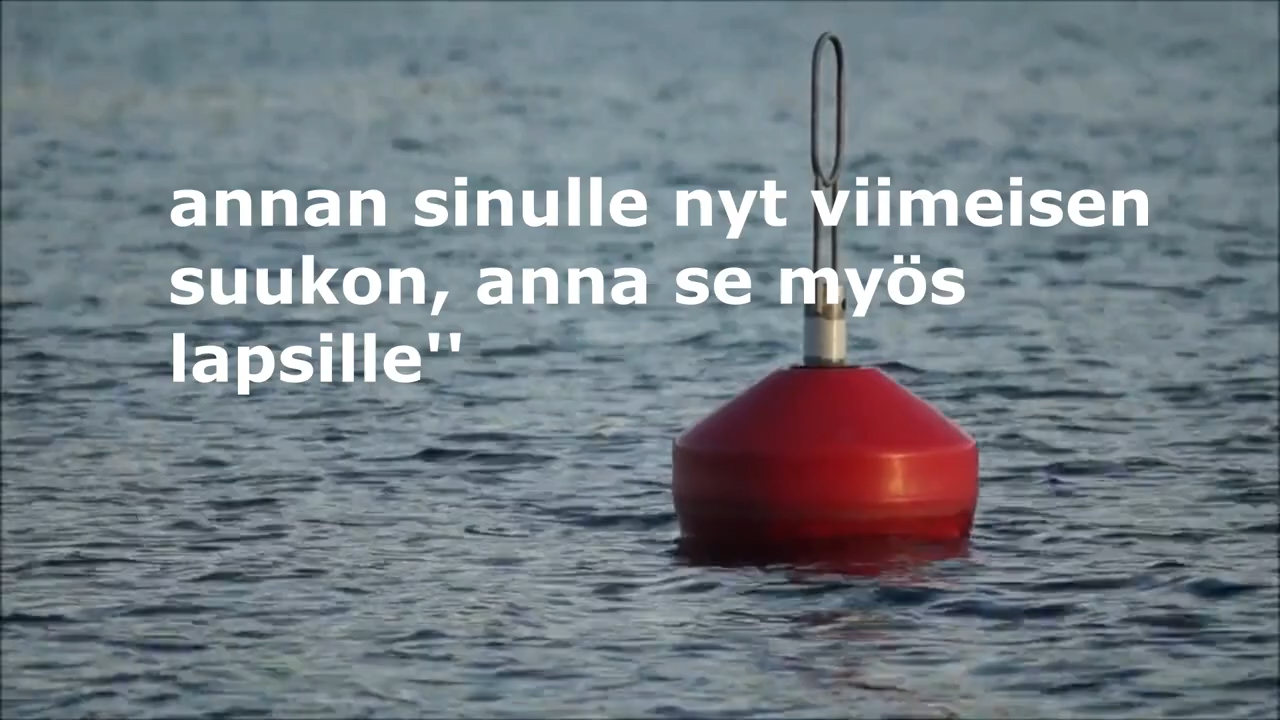 annan sinulle nyt viimeisen
suukon, anna se myös
lapsille''